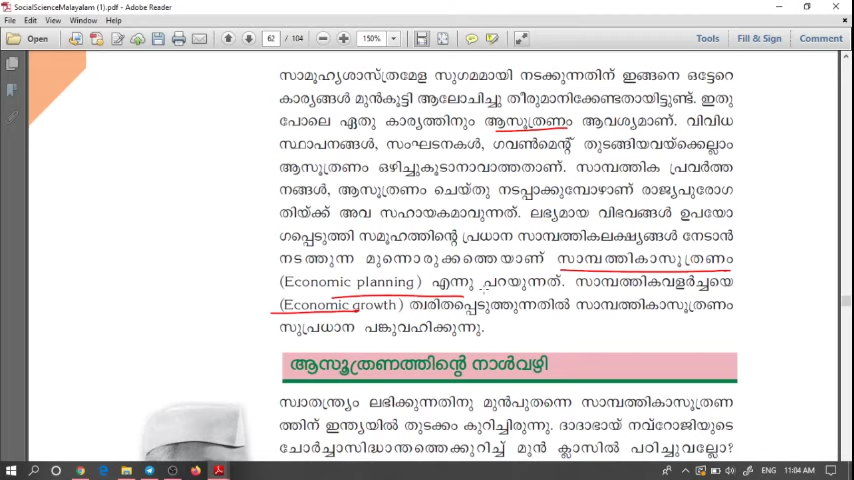 SocialScienceMalayalam (1).pdf - Adobe Reader
File Edit View Window Help
Open 62 / 104 150% Tools Fill & Sign Comment
സാമൂഹ്യശാസ്ത്രമേള സുഗമമായി നടക്കുന്നതിന് ഇങ്ങനെ ഒട്ടേറെ
കാര്യങ്ങൾ മുൻകൂട്ടി ആലോചിച്ചു തീരുമാനിക്കേണ്ടതായിട്ടുണ്ട്. ഇതു
പോലെ ഏതു കാര്യത്തിനും ആസൂത്രണം ആവശ്യമാണ്. വിവിധ
സ്ഥാപനങ്ങൾ, സംഘടനകൾ, ഗവൺമെന്റ് തുടങ്ങിയവയ്ക്കെല്ലാം
ആസൂത്രണം ഒഴിച്ചുകൂടാനാവാത്തതാണ്. സാമ്പത്തിക പ്രവർത്ത
നങ്ങൾ, ആസൂത്രണം ചെയ്തു നടപ്പാക്കുമ്പോഴാണ് രാജ്യപുരോഗ
തിയ്ക്ക് അവ സഹായകമാവുന്നത്. ലഭ്യമായ വിഭവങ്ങൾ ഉപയോ
ഗപ്പെടുത്തി സമൂഹത്തിന്റെ പ്രധാന സാമ്പത്തികലക്ഷ്യങ്ങൾ നേടാൻ
നടത്തുന്ന മുന്നൊരുക്കത്തെയാണ് സാമ്പത്തികാസൂത്രണം
(Economic planning) എന്നു പറയുന്നത്. സാമ്പത്തികവളർച്ചയെ
(Economic growth) ത്വരിതപ്പെടുത്തുന്നതിൽ സാമ്പത്തികാസൂത്രണം
സുപ്രധാന പങ്കുവഹിക്കുന്നു.
ആസൂത്രണത്തിന്റെ നാൾവഴി
സ്വാതന്ത്ര്യം ലഭിക്കുന്നതിനു മുൻപുതന്നെ സാമ്പത്തികാസൂത്രണ
ത്തിന് ഇന്ത്യയിൽ തുടക്കം കുറിച്ചിരുന്നു. ദാദാഭായ് നവ്റോജിയുടെ
ചോർച്ചാസിദ്ധാന്തത്തെക്കുറിച്ച് മുൻ ക്ലാസിൽ പഠിച്ചുവല്ലോ?
ENG 11:04 AM